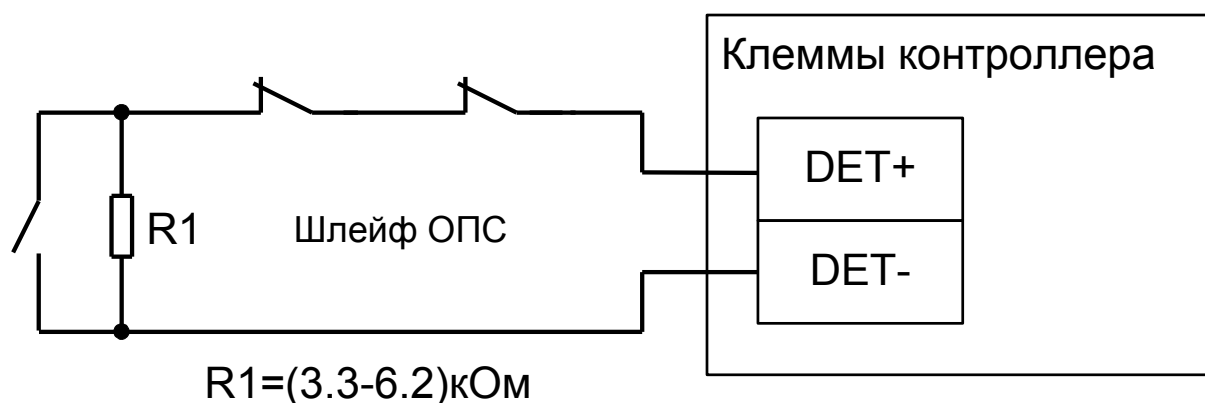 Клеммы контроллера
DET+
R1
Шлейф ОПС
DET-
R1=(3.3-6.2)кОм